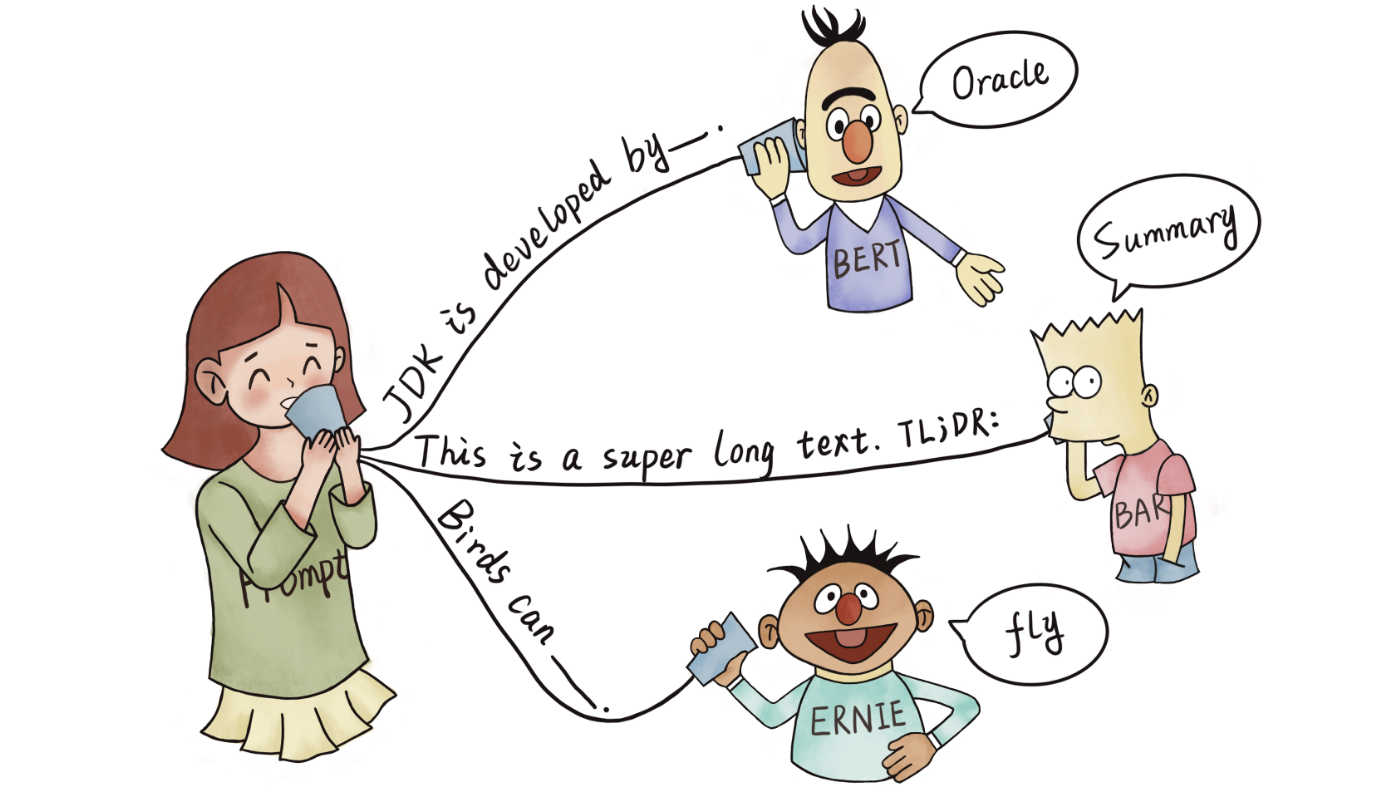 JDK is developed by —.
Oracle
BERT
This is a super long text. TL;DR:
Summary
BAR
Prompt
Birds can —.
fly
ERNIE